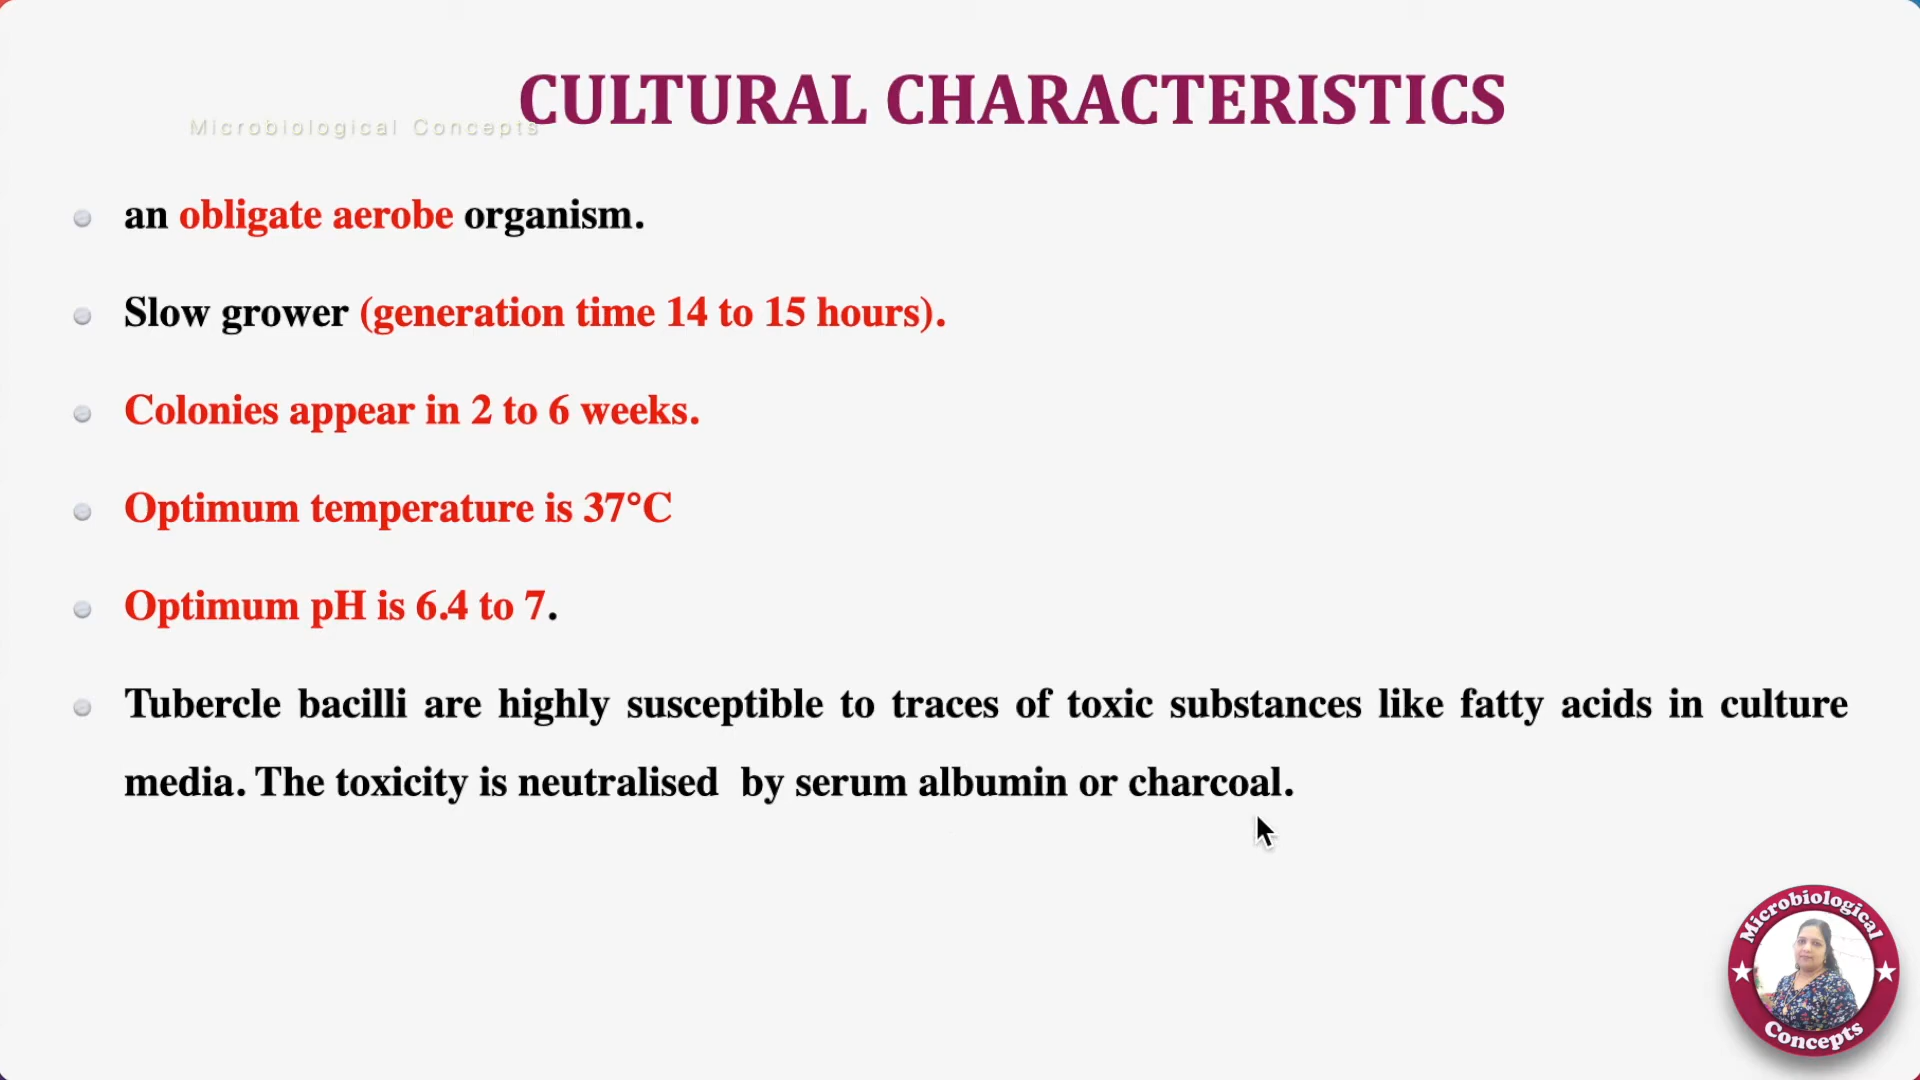 CULTURAL CHARACTERISTICS
Microbiological Concepts
an obligate aerobe organism.
Slow grower (generation time 14 to 15 hours).
Colonies appear in 2 to 6 weeks.
Optimum temperature is 37°C
Optimum pH is 6.4 to 7.
Tubercle bacilli are highly susceptible to traces of toxic substances like fatty acids in culture
media. The toxicity is neutralised by serum albumin or charcoal.
Microbiological
Concepts